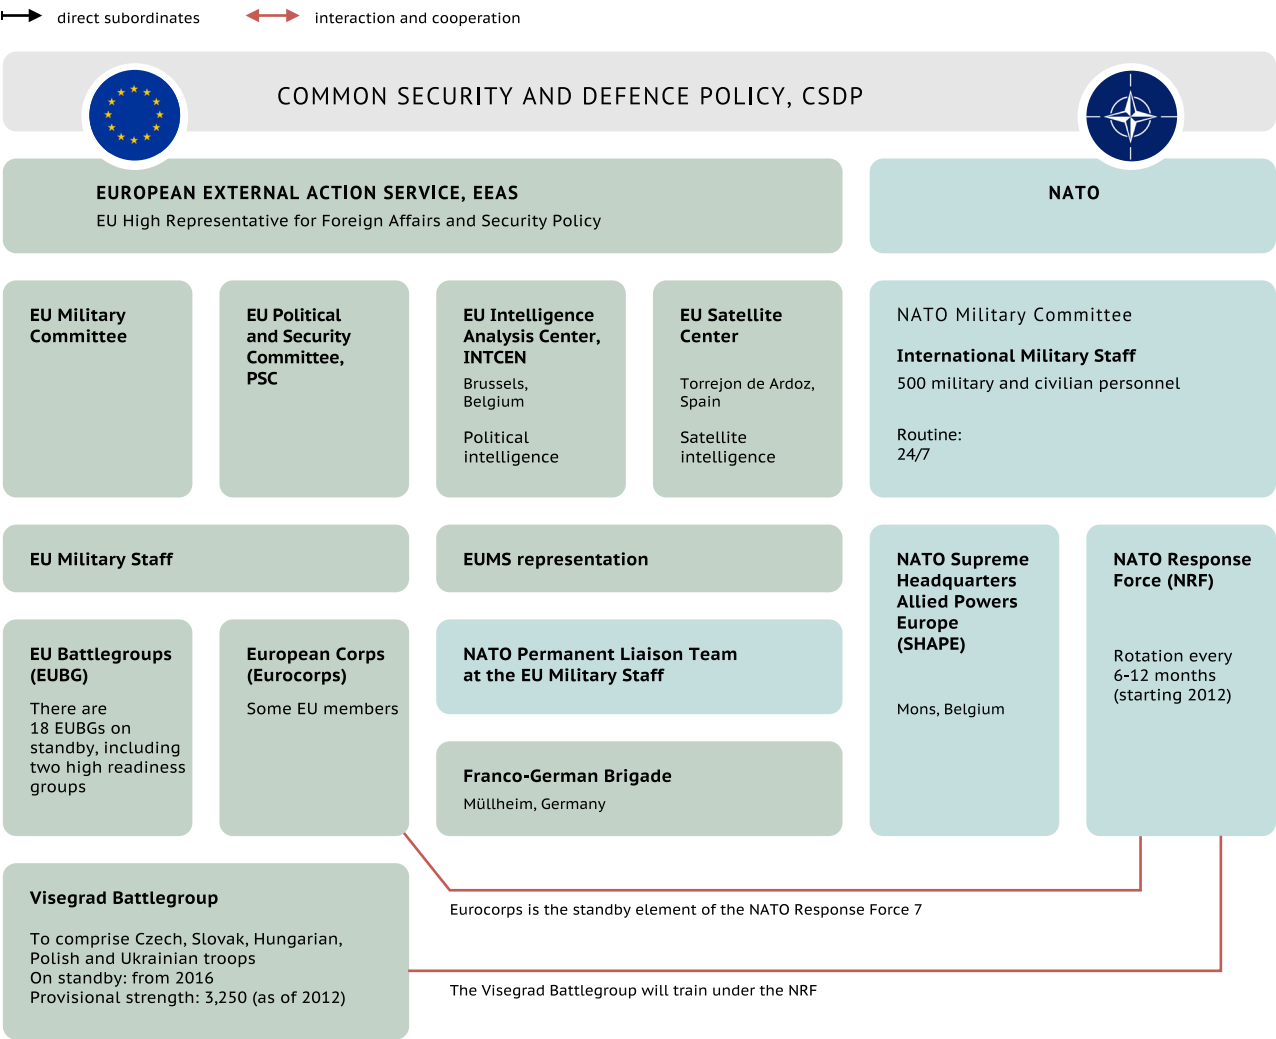 direct subordinates
interaction and cooperation
COMMON SECURITY AND DEFENCE POLICY, CSDP
EUROPEAN EXTERNAL ACTION SERVICE, EEAS
EU High Representative for Foreign Affairs and Security Policy
NATO
EU Military
Committee
EU Political
and Security
Committee,
PSC
EU Intelligence
Analysis Center,
INTCEN
Brussels,
Belgium
Political
intelligence
EU Satellite
Center
Torrejon de Ardoz,
Spain
Satellite
intelligence
NATO Military Committee
International Military Staff
500 military and civilian personnel
Routine:
24/7
EU Military Staff
EUMS representation
NATO Supreme
Headquarters
Allied Powers
Europe
(SHAPE)
Mons, Belgium
NATO Response
Force (NRF)
Rotation every
6-12 months
(starting 2012)
EU Battlegroups
(EUBG)
There are
18 EUBGs on
standby, including
two high readiness
groups
European Corps
(Eurocorps)
Some EU members
NATO Permanent Liaison Team
at the EU Military Staff
Franco-German Brigade
Müllheim, Germany
Visegrad Battlegroup
To comprise Czech, Slovak, Hungarian,
Polish and Ukrainian troops
On standby: from 2016
Provisional strength: 3,250 (as of 2012)
Eurocorps is the standby element of the NATO Response Force 7
The Visegrad Battlegroup will train under the NRF